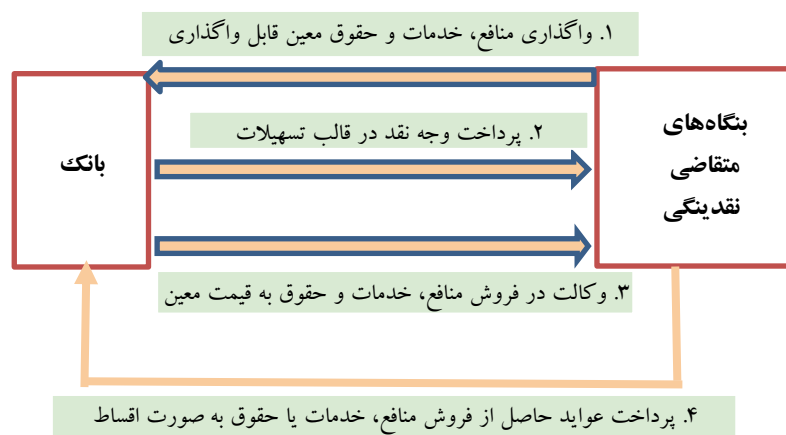 ۱. واگذاری منافع، خدمات و حقوق معین قابل واگذاری
بنگاه‌های
متقاضی
نقدینگی
بانک
۲. پرداخت وجه نقد در قالب تسهیلات
۳. وکالت در فروش منافع، خدمات و حقوق به قیمت معین
۴. پرداخت عواید حاصل از فروش منافع، خدمات یا حقوق به صورت اقساط